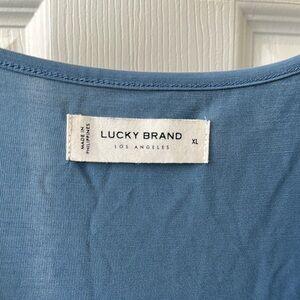 MADE IN
PHILIPPINES
LUCKY BRAND
LOS ANGELES
XL